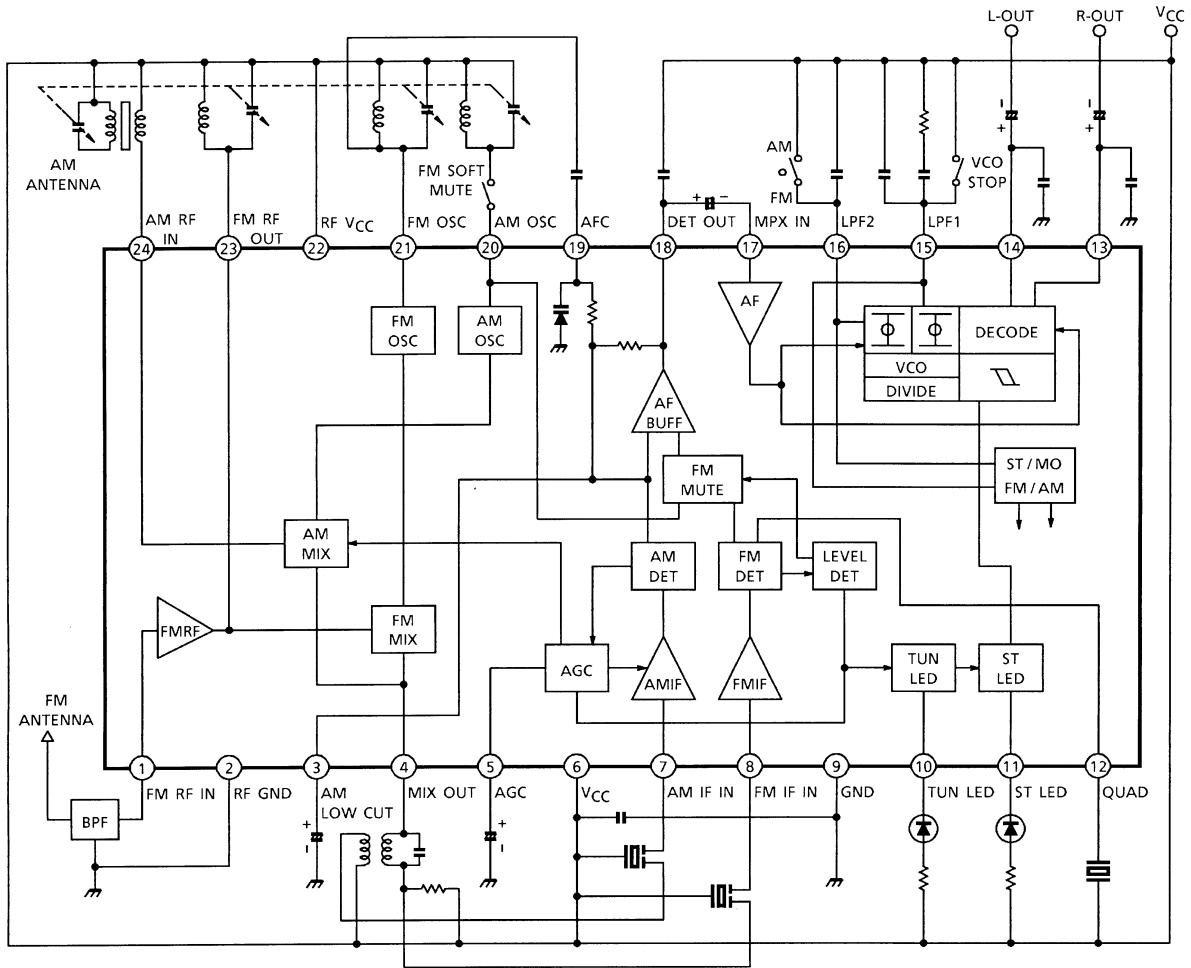 L-OUT
R-OUT
VCC
AM
ANTENNA
FM SOFT
MUTE
AM
FM
VCO
STOP
AM RF
IN
FM RF
OUT
RF VCC
FM OSC
AM OSC
AFC
DET OUT
MPX IN
LPF2
LPF1
24
23
22
21
20
19
18
17
16
15
14
13
FM
OSC
AM
OSC
AF
DECODE
VCO
DIVIDE
AF
BUFF
FM
MUTE
ST / MO
FM / AM
AM
MIX
AM
DET
FM
DET
LEVEL
DET
FMRF
FM
MIX
AGC
AMIF
FMIF
TUN
LED
ST
LED
FM
ANTENNA
1
2
3
4
5
6
7
8
9
10
11
12
FM RF IN
RF GND
AM
LOW CUT
MIX OUT
AGC
VCC
AM IF IN
FM IF IN
GND
TUN LED
ST LED
QUAD
BPF